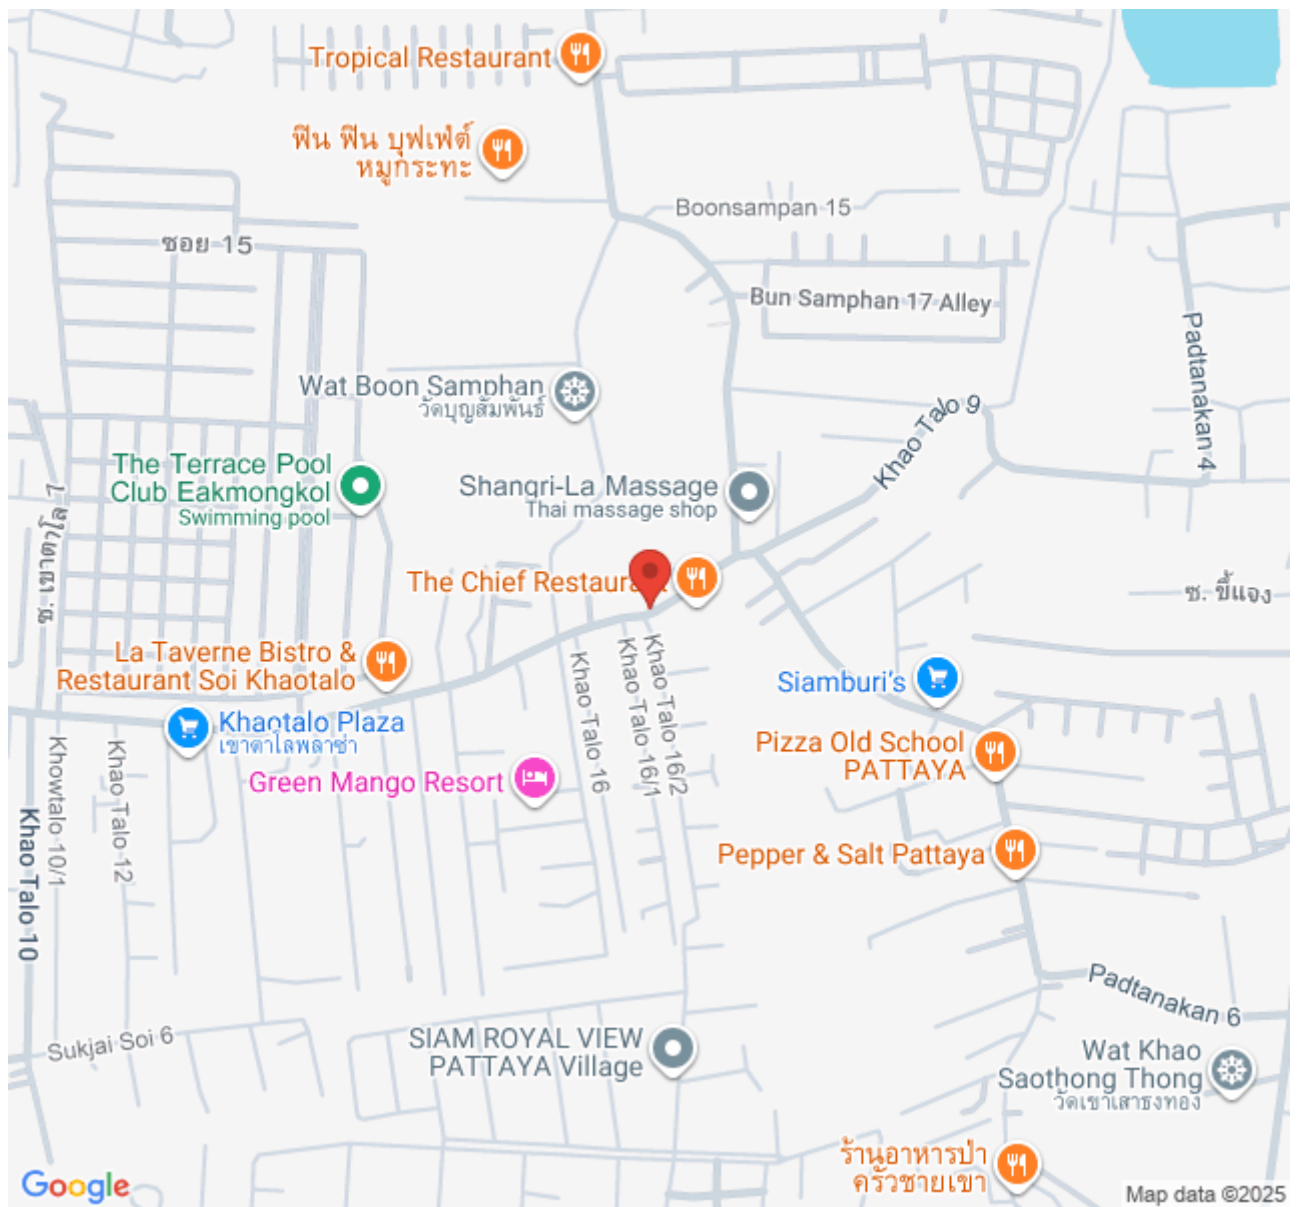 Tropical Restaurant
ฟิน ฟิน บุฟเฟ่ต์
หมูกระทะ
Boonsampan 15
ซอย 15
Bun Samphan 17 Alley
Padtanakan 4
Wat Boon Samphan
วัดบุญสัมพันธ์
Khao Talo 9
The Terrace Pool
Club Eakmongkol
Swimming pool
Shangri-La Massage
Thai massage shop
The Chief Restaurant
ซ. ขี้แจง
La Taverne Bistro &
Restaurant Soi Khaotalo
Khao Talo 16
Khao Talo 16/1
Khao Talo 16/2
Siamburi's
Khaotalo Plaza
เขาตาโลพลาซ่า
Pizza Old School
PATTAYA
Green Mango Resort
Khao Talo 10
Khowtalo 10/1
Khao Talo 12
Pepper & Salt Pattaya
Padtanakan 6
Sukjai Soi 6
SIAM ROYAL VIEW
PATTAYA Village
Wat Khao
Saothong Thong
วัดเขาเสาธงทอง
ร้านอาหารป่า
ครัวชายเขา
Google
Map data ©2025